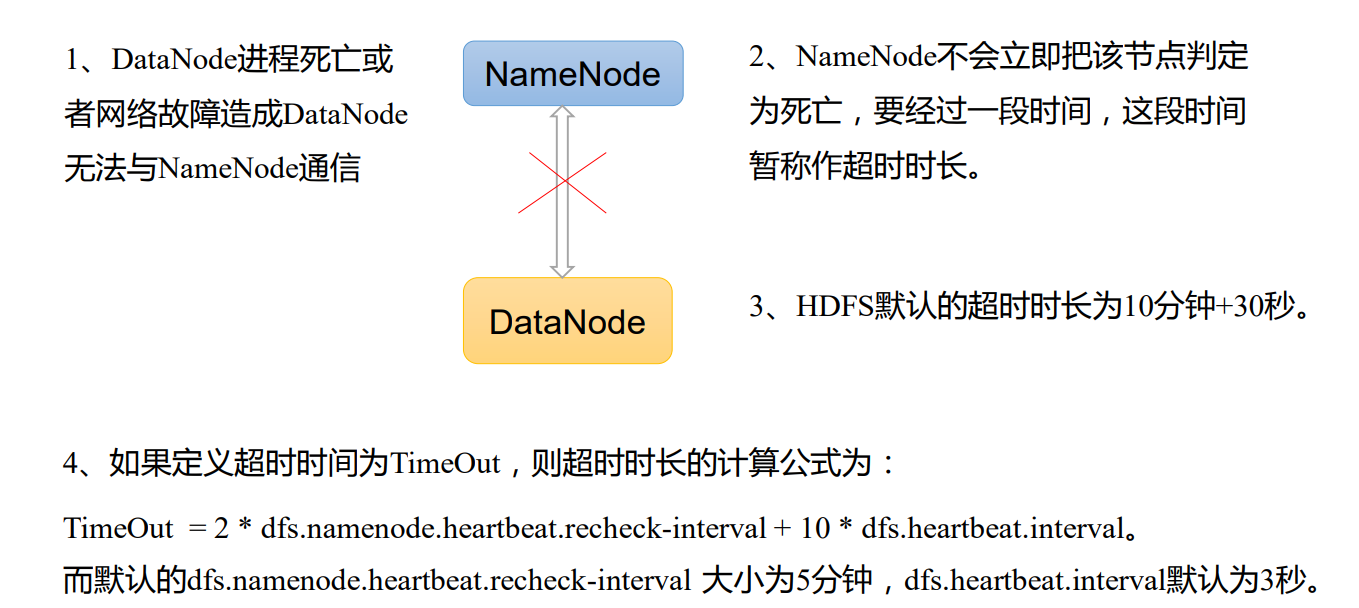 1、DataNode进程死亡或
者网络故障造成DataNode
无法与NameNode通信
NameNode
DataNode
2、NameNode不会立即把该节点判定
为死亡，要经过一段时间，这段时间
暂称作超时时长。
3、HDFS默认的超时时长为10分钟+30秒。
4、如果定义超时时间为TimeOut，则超时时长的计算公式为：
TimeOut = 2 * dfs.namenode.heartbeat.recheck-interval + 10 * dfs.heartbeat.interval。
而默认的dfs.namenode.heartbeat.recheck-interval 大小为5分钟，dfs.heartbeat.interval默认为3秒。